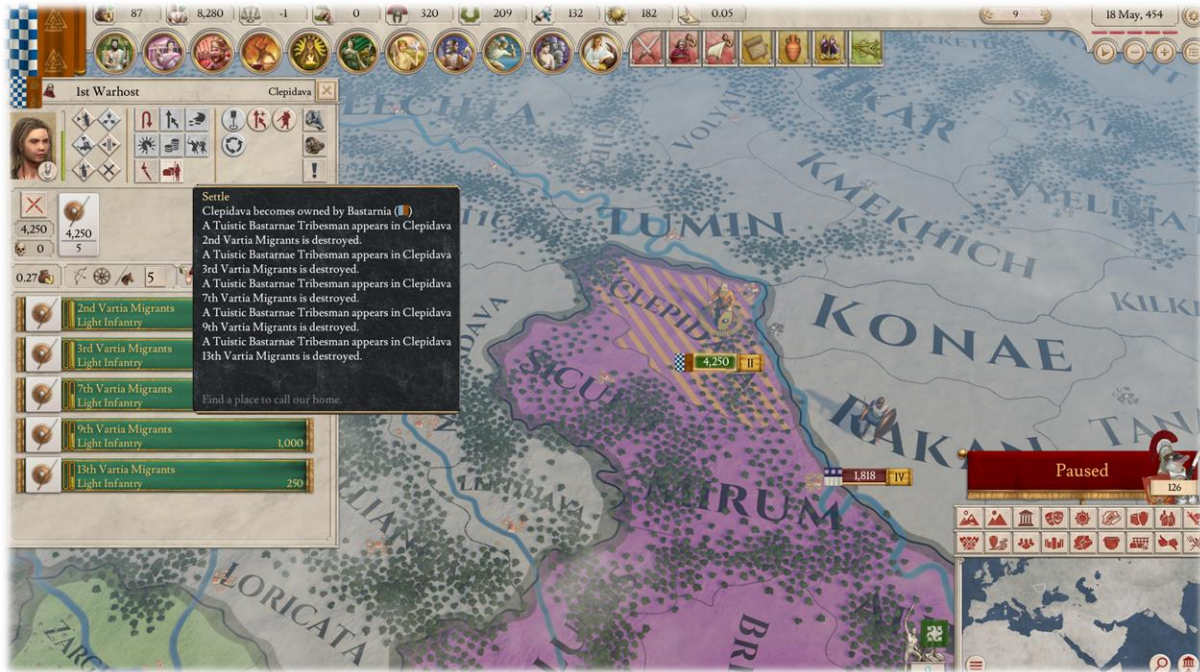 87 8,280 -1 0 320 209 132 182 0.05 9 18 May, 454
1st Warhost Clepidava
4,250
0
4,250
5
0.27 5
2nd Vartia Migrants
Light Infantry
3rd Vartia Migrants
Light Infantry
7th Vartia Migrants
Light Infantry
9th Vartia Migrants
Light Infantry 1,000
13th Vartia Migrants
Light Infantry 250
Settle
Clepidava becomes owned by Bastarnia ( )
A Tuistic Bastarnae Tribesman appears in Clepidava
2nd Vartia Migrants is destroyed.
A Tuistic Bastarnae Tribesman appears in Clepidava
3rd Vartia Migrants is destroyed.
A Tuistic Bastarnae Tribesman appears in Clepidava
7th Vartia Migrants is destroyed.
A Tuistic Bastarnae Tribesman appears in Clepidava
9th Vartia Migrants is destroyed.
A Tuistic Bastarnae Tribesman appears in Clepidava
13th Vartia Migrants is destroyed.
Find a place to call our home.
LECHITA
TUMIN
KMEKHICH
KONAE
4,250 II
SICU
MIRUM
1,818 IV
LORICATA
Paused
126